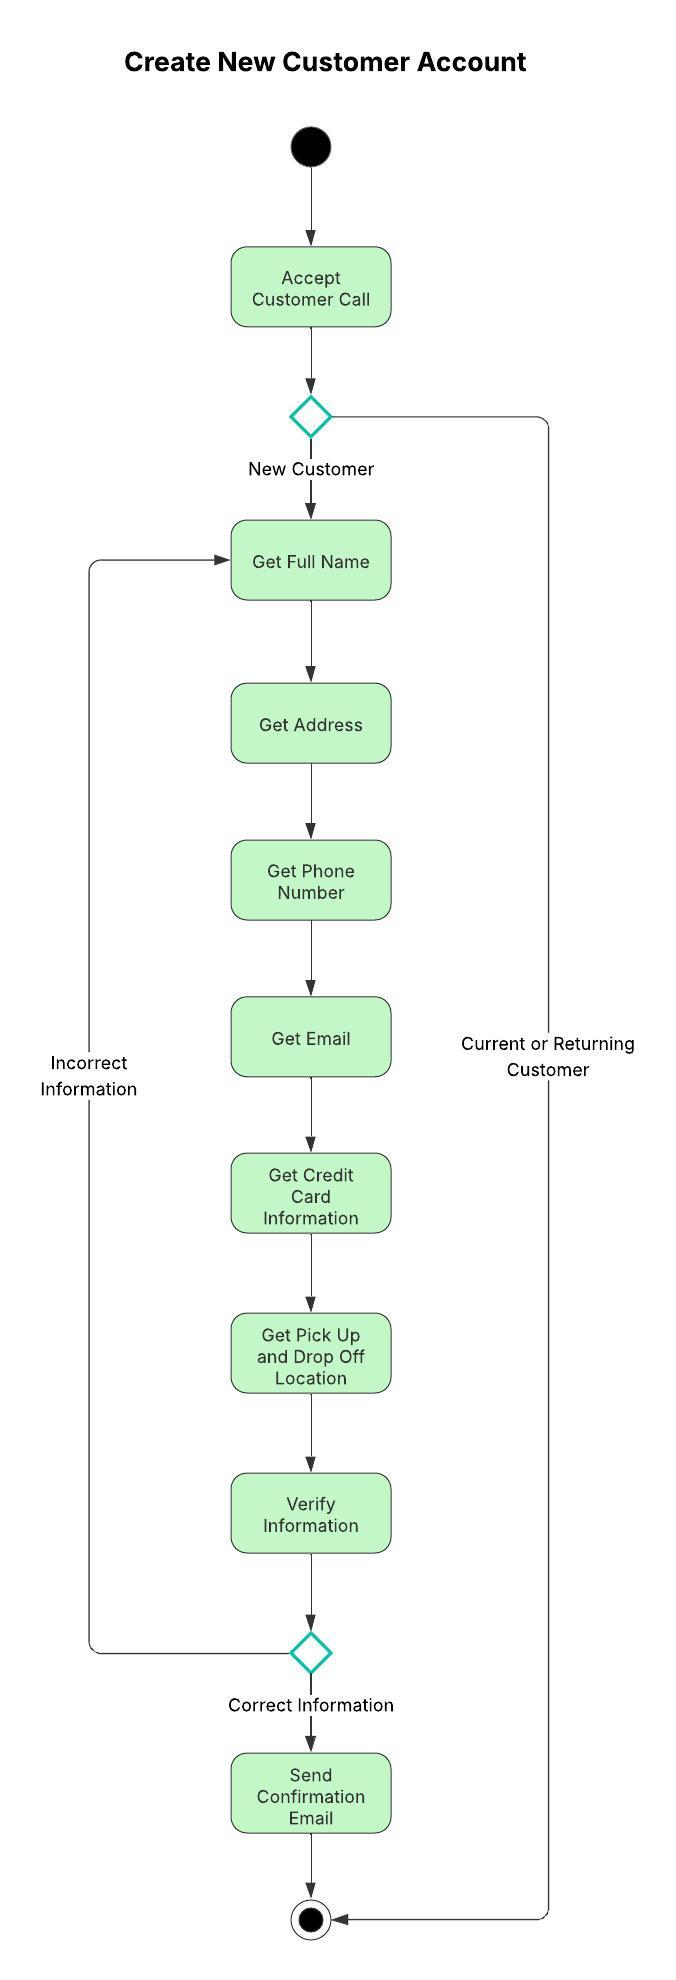 Create New Customer Account
Accept
Customer Call
New Customer
Get Full Name
Get Address
Get Phone
Number
Get Email
Incorrect
Information
Current or Returning
Customer
Get Credit
Card
Information
Get Pick Up
and Drop Off
Location
Verify
Information
Correct Information
Send
Confirmation
Email